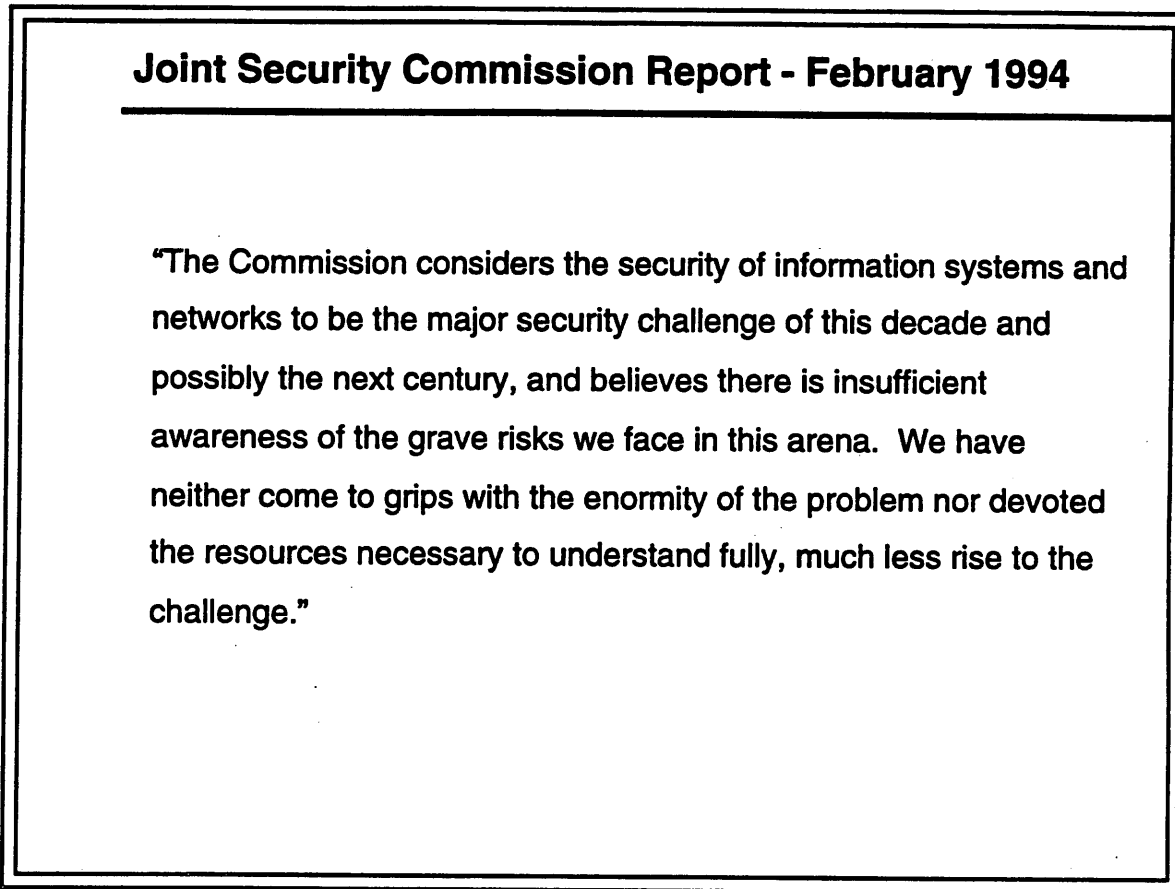 Joint Security Commission Report - February 1994
“The Commission considers the security of information systems and
networks to be the major security challenge of this decade and
possibly the next century, and believes there is insufficient
awareness of the grave risks we face in this arena.  We have
neither come to grips with the enormity of the problem nor devoted
the resources necessary to understand fully, much less rise to the
challenge.”